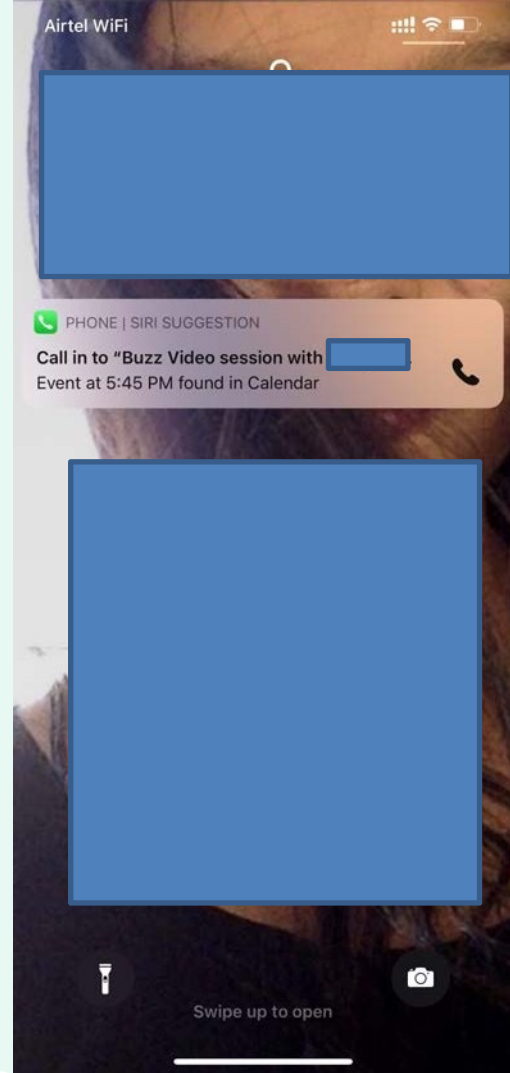 Airtel WiFi
PHONE | SIRI SUGGESTION
Call in to "Buzz Video session with
Event at 5:45 PM found in Calendar
Swipe up to open